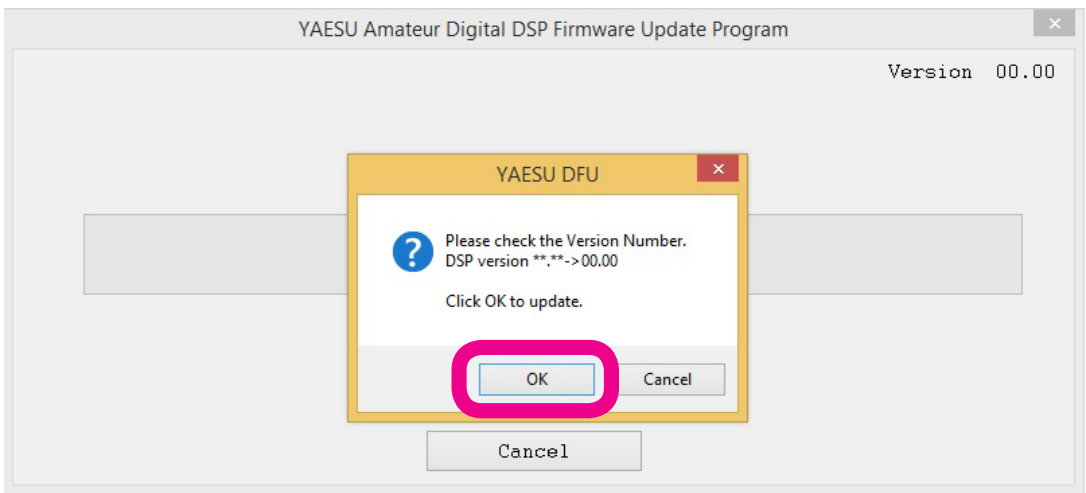 YAESU Amateur Digital DSP Firmware Update Program
Version 00.00
YAESU DFU
Please check the Version Number.
DSP version **.**->00.00
Click OK to update.
OK
Cancel
Cancel